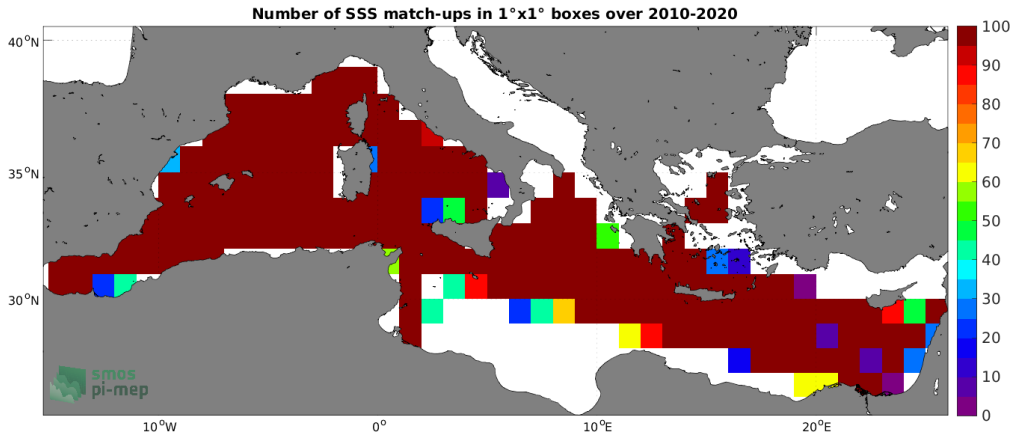 Number of SSS match-ups in 1°x1° boxes over 2010-2020
40°N
35°N
30°N
10°W
0°
10°E
20°E
100
90
80
70
60
50
40
30
20
10
0
smos
pi-mep